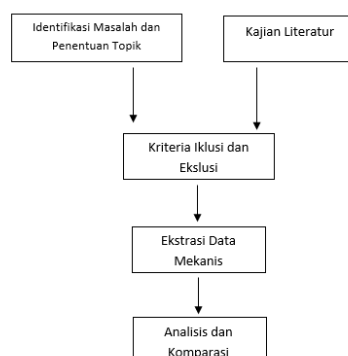 Identifikasi Masalah dan
Penentuan Topik
Kajian Literatur
Kriteria Iklusi dan
Ekslusi
Ekstrasi Data
Mekanis
Analisis dan
Komparasi